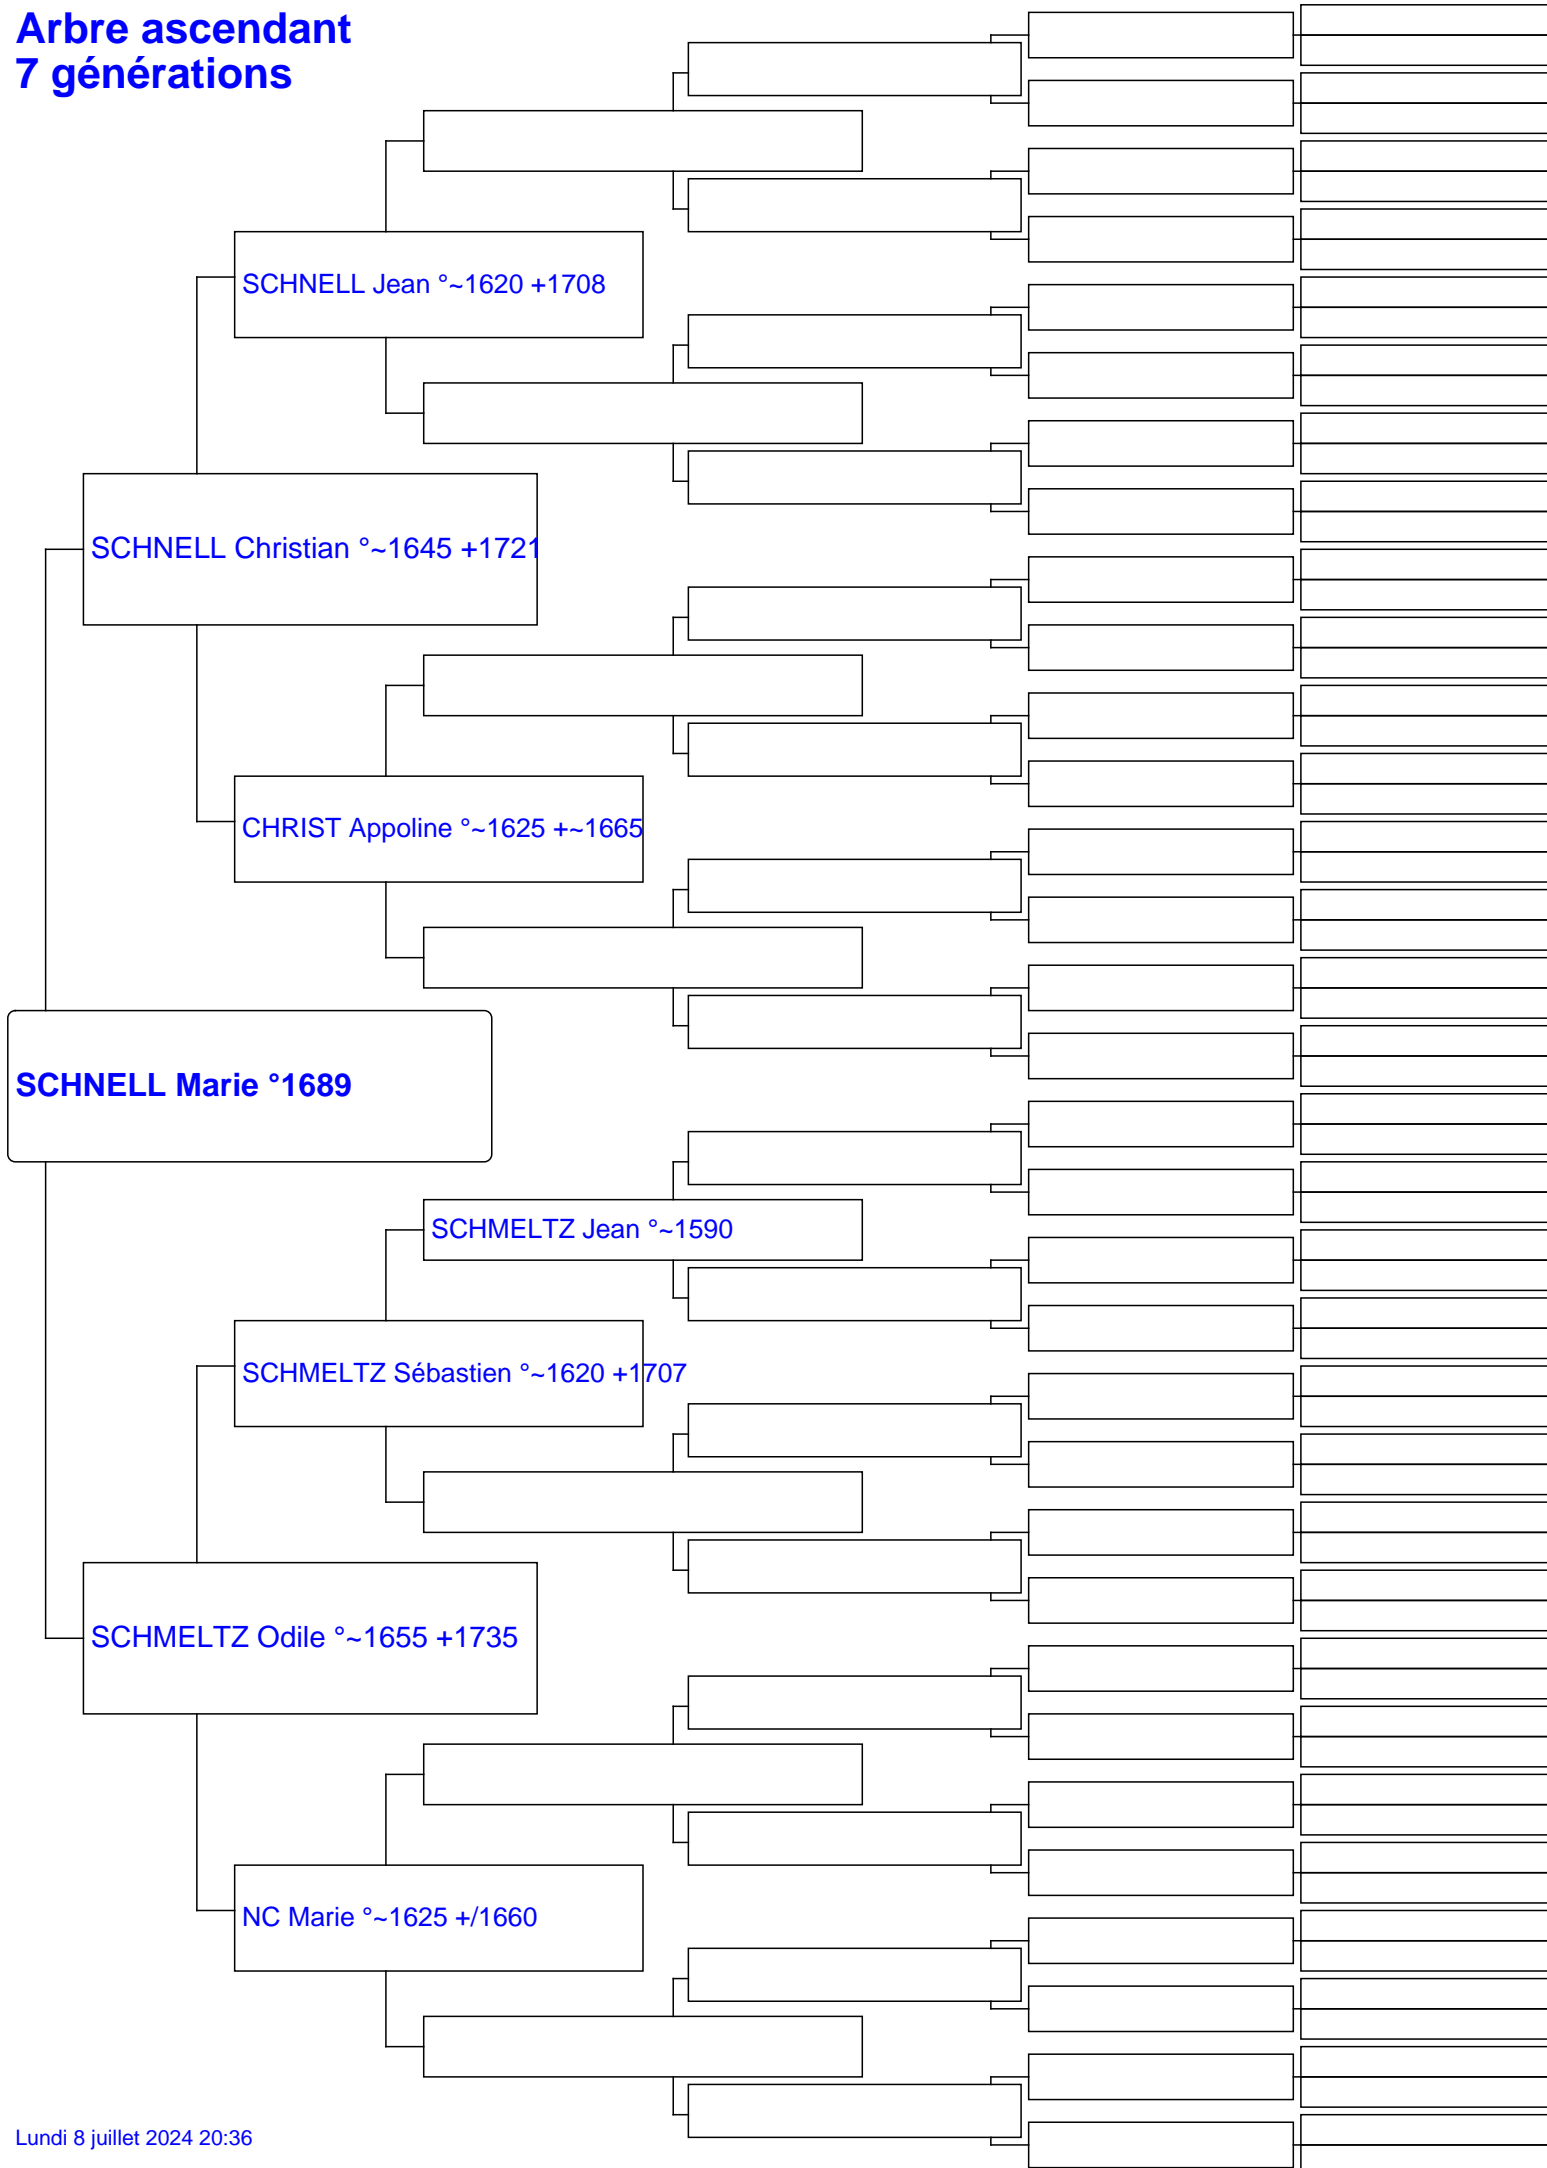 Arbre ascendant
7 générations
SCHNELL Jean °~1620 +1708
SCHNELL Christian °~1645 +1721
CHRIST Appoline °~1625 +~1665
SCHNELL Marie °1689
SCHMELTZ Jean °~1590
SCHMELTZ Sébastien °~1620 +1707
SCHMELTZ Odile °~1655 +1735
NC Marie °~1625 +/1660
Lundi 8 juillet 2024 20:36